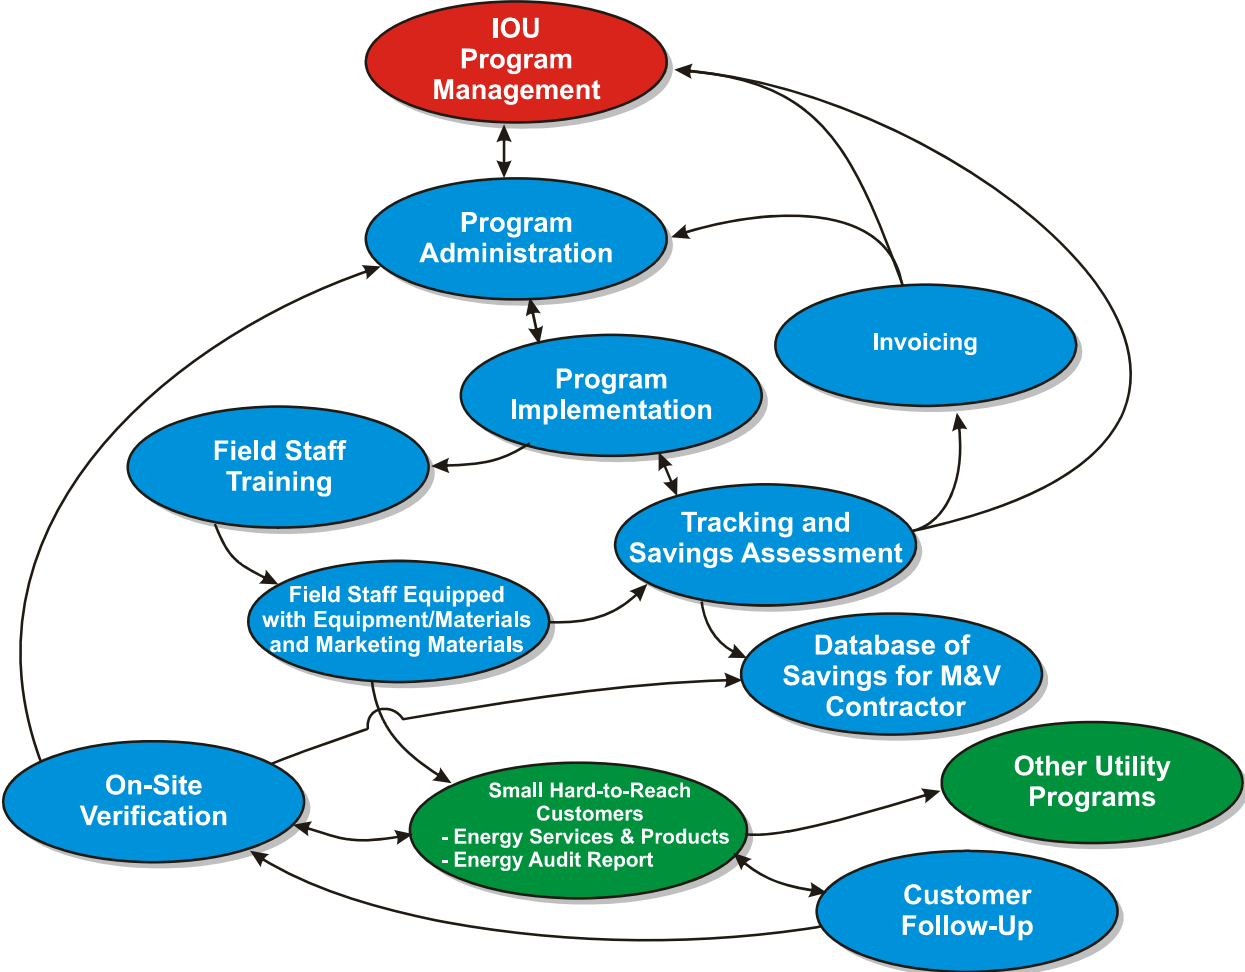 IOU
Program
Management
Program
Administration
Invoicing
Program
Implementation
Field Staff
Training
Tracking and
Savings Assessment
Field Staff Equipped
with Equipment/Materials
and Marketing Materials
Database of
Savings for M&V
Contractor
Other Utility
Programs
On-Site
Verification
Small Hard-to-Reach
Customers
- Energy Services & Products
- Energy Audit Report
Customer
Follow-Up